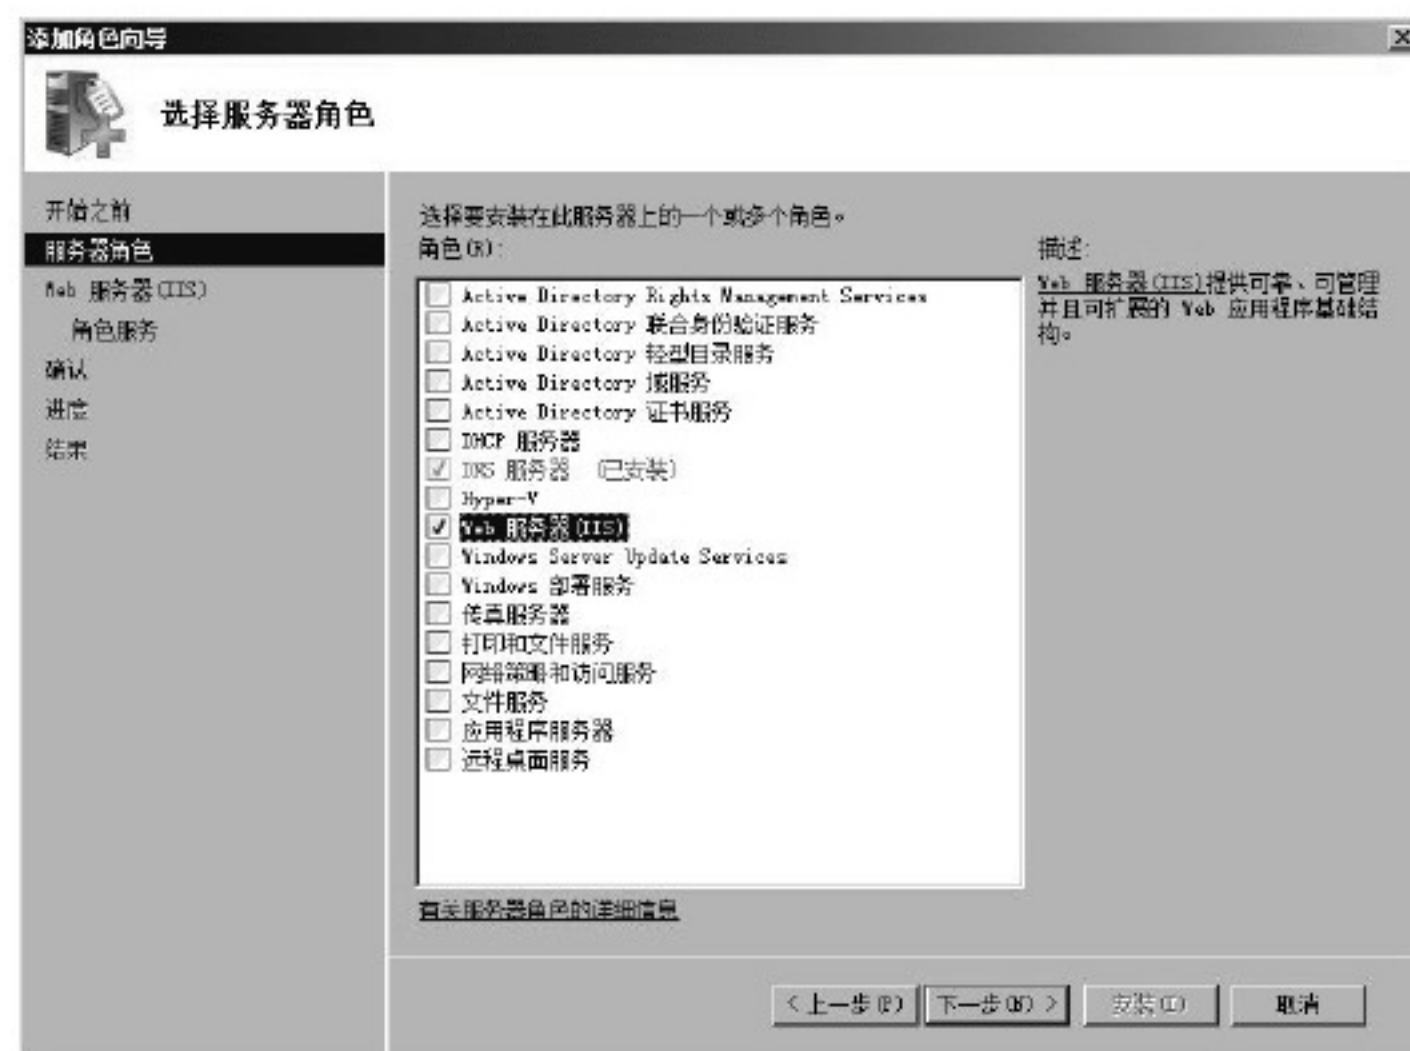 添加角色向导
选择服务器角色
开始之前
服务器角色
Web 服务器(IIS)
角色服务
确认
进度
结果
选择要安装在此服务器上的一个或多个角色。
角色(R):
Active Directory Rights Management Services
Active Directory 联合身份验证服务
Active Directory 轻型目录服务
Active Directory 域服务
Active Directory 证书服务
DHCP 服务器
DNS 服务器 (已安装)
Hyper-V
Web 服务器(IIS)
Windows Server Update Services
Windows 部署服务
传真服务器
打印和文件服务
网络策略和访问服务
文件服务
应用程序服务器
远程桌面服务
有关服务器角色的详细信息
描述:
Web 服务器(IIS)提供可靠、可管理
并且可扩展的 Web 应用程序基础结
构。
< 上一步(P)
下一步(N) >
安装(I)
取消